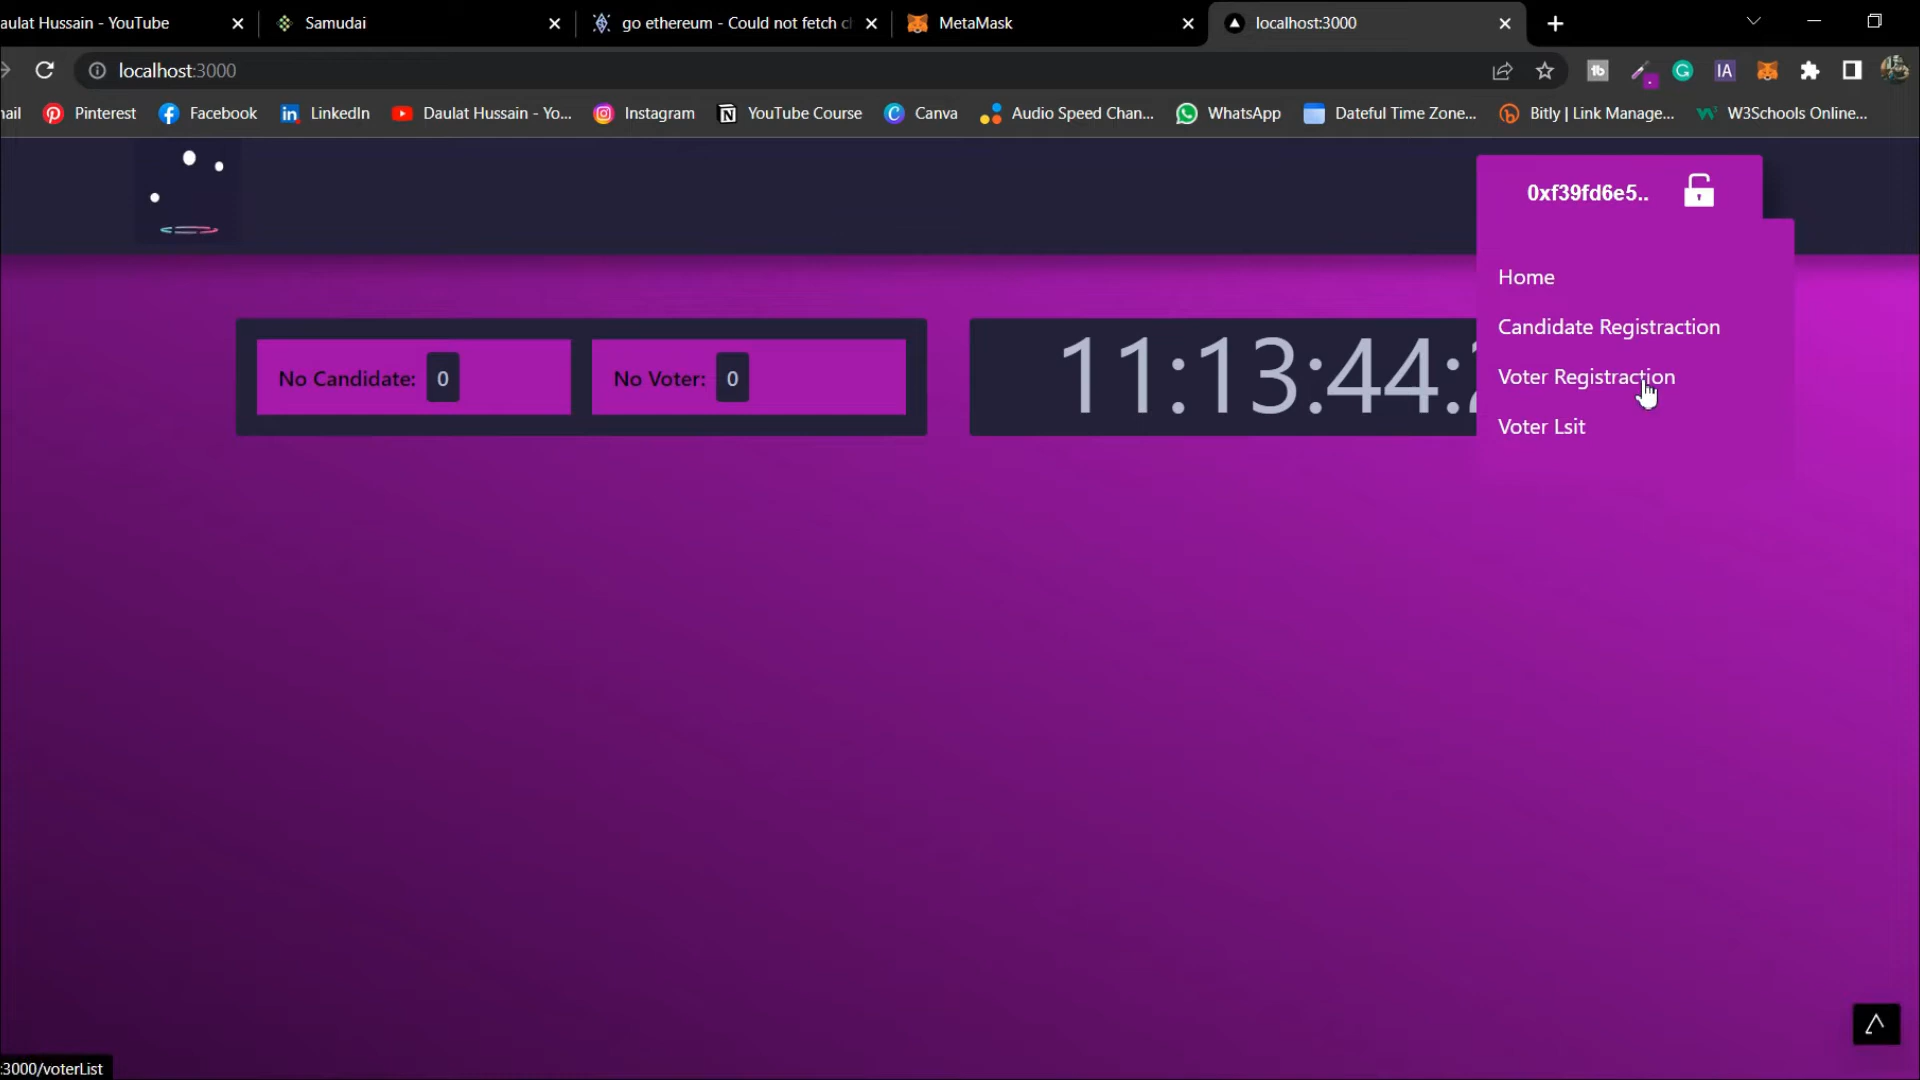 aulat Hussain - YouTube
Samudai
go ethereum - Could not fetch c
MetaMask
localhost:3000
localhost:3000
ail
Pinterest
Facebook
LinkedIn
Daulat Hussain - Yo...
Instagram
YouTube Course
Canva
Audio Speed Chan...
WhatsApp
Dateful Time Zone...
Bitly | Link Manage...
W3Schools Online...
0xf39fd6e5..
Home
Candidate Registraction
Voter Registraction
Voter Lsit
No Candidate: 0
No Voter: 0
11:13:44:
:3000/voterList